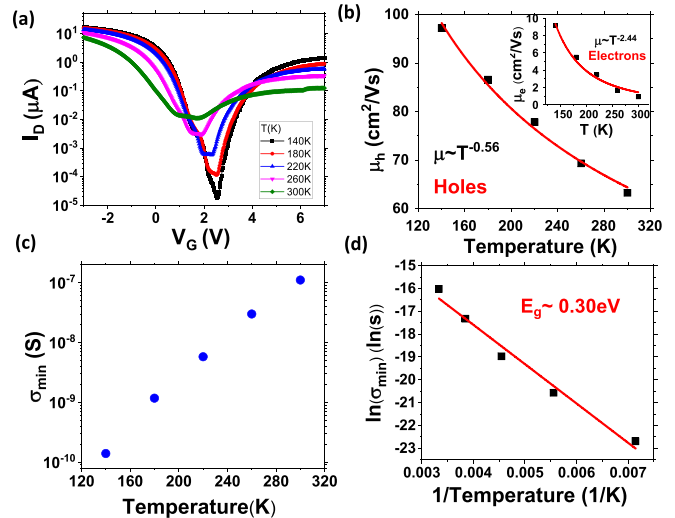 (a)
10^1
10^0
10^-1
10^-2
10^-3
10^-4
10^-5
I_D (μA)
T(K)
140K
180K
220K
260K
300K
-2 0 2 4 6
V_G (V)
(b)
100
90
80
70
60
μ_h (cm²/Vs)
μ~T^-0.56
Holes
120 160 200 240 280 320
Temperature (K)
10
8
6
4
2
0
μ_e (cm²/Vs)
μ~T^-2.44
Electrons
150 200 250 300
T (K)
(c)
10^-7
10^-8
10^-9
10^-10
σ_min (S)
120 160 200 240 280 320
Temperature(K)
(d)
-15
-16
-17
-18
-19
-20
-21
-22
-23
ln(σ_min) (ln(s))
E_g~ 0.30eV
0.003 0.004 0.005 0.006 0.007
1/Temperature (1/K)